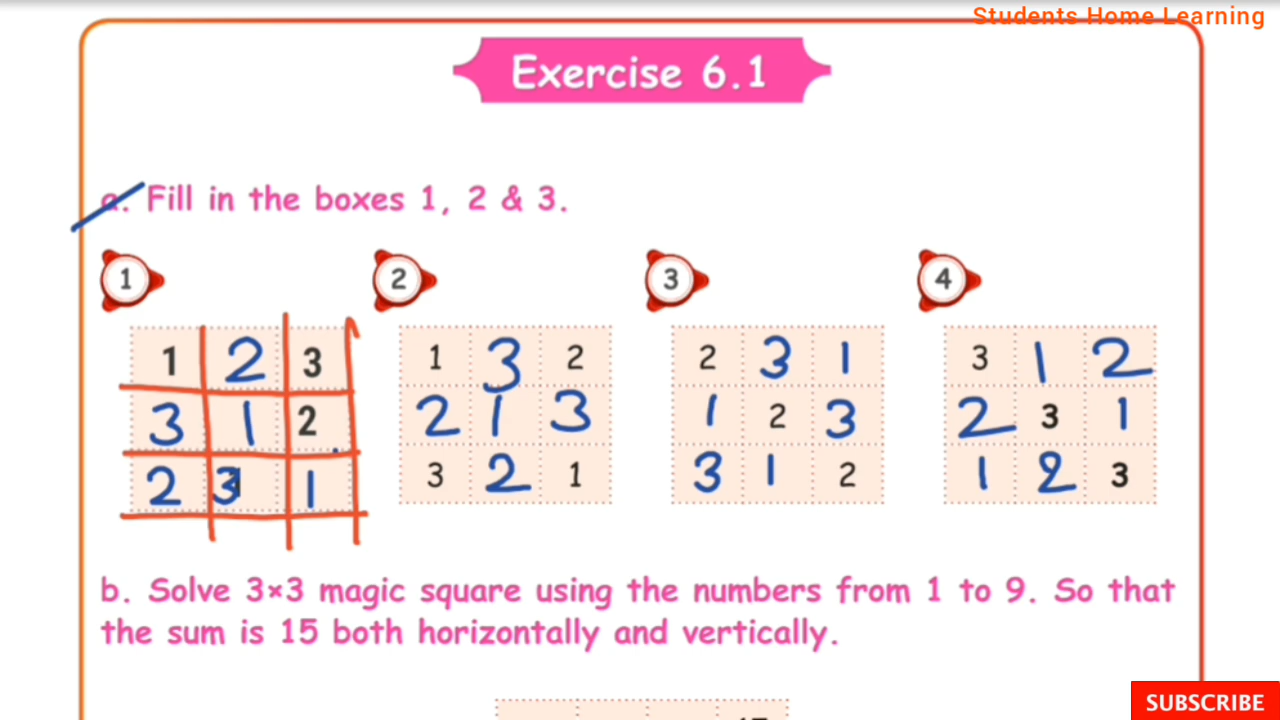 Students Home Learning
Exercise 6.1
a. Fill in the boxes 1, 2 & 3.
1 2 3 4
1 2 3 1 3 2 2 3 1 3 1 2
3 1 2 2 1 3 1 2 3 2 3 1
2 3 1 3 2 1 3 1 2 1 2 3
b. Solve 3×3 magic square using the numbers from 1 to 9. So that
the sum is 15 both horizontally and vertically.
SUBSCRIBE